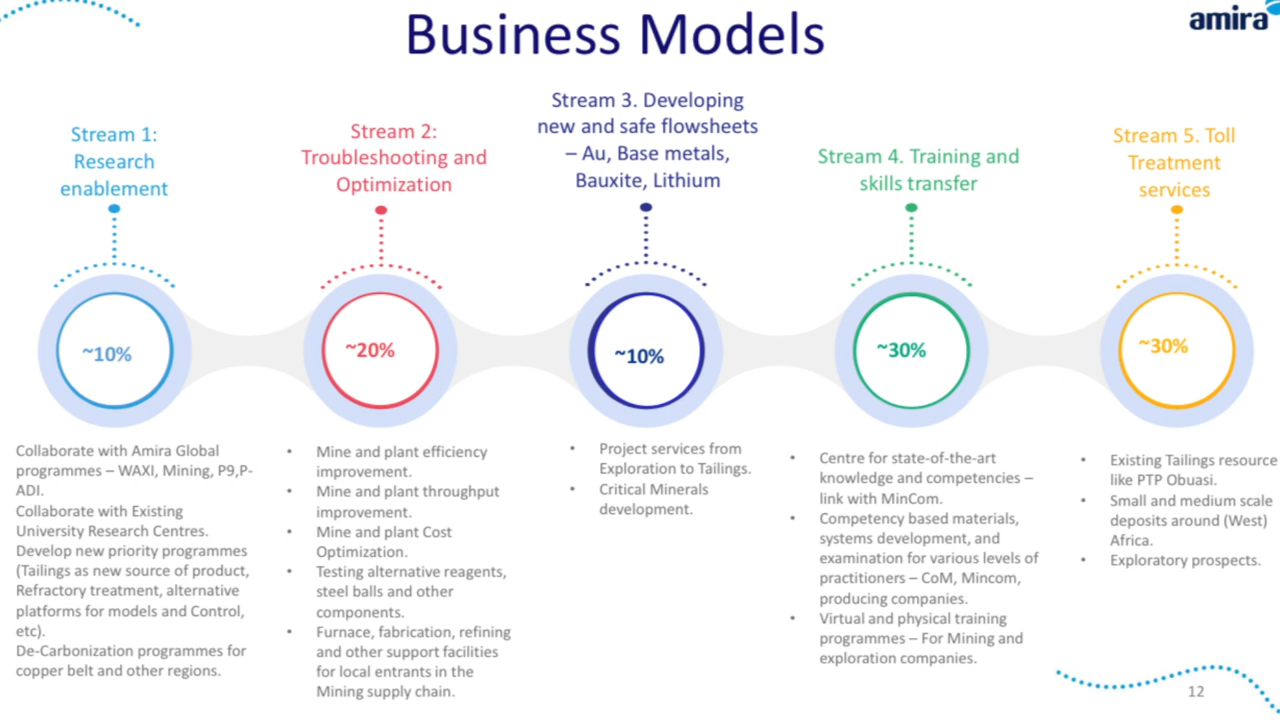 Business Models
amira
Stream 1:
Research
enablement
Stream 2:
Troubleshooting and
Optimization
Stream 3. Developing
new and safe flowsheets
– Au, Base metals,
Bauxite, Lithium
Stream 4. Training and
skills transfer
Stream 5. Toll
Treatment
services
~10%
~20%
~10%
~30%
~30%
Collaborate with Amira Global
programmes – WAXI, Mining, P9,P-
ADI.
Collaborate with Existing
University Research Centres.
Develop new priority programmes
(Tailings as new source of product,
Refractory treatment, alternative
platforms for models and Control,
etc).
De-Carbonization programmes for
copper belt and other regions.
• Mine and plant efficiency
improvement.
• Mine and plant throughput
improvement.
• Mine and plant Cost
Optimization.
• Testing alternative reagents,
steel balls and other
components.
• Furnace, fabrication, refining
and other support facilities
for local entrants in the
Mining supply chain.
• Project services from
Exploration to Tailings.
• Critical Minerals
development.
• Centre for state-of-the-art
knowledge and competencies –
link with MinCom.
• Competency based materials,
systems development, and
examination for various levels of
practitioners – CoM, Mincom,
producing companies.
• Virtual and physical training
programmes – For Mining and
exploration companies.
• Existing Tailings resource
like PTP Obuasi.
• Small and medium scale
deposits around (West)
Africa.
• Exploratory prospects.
12